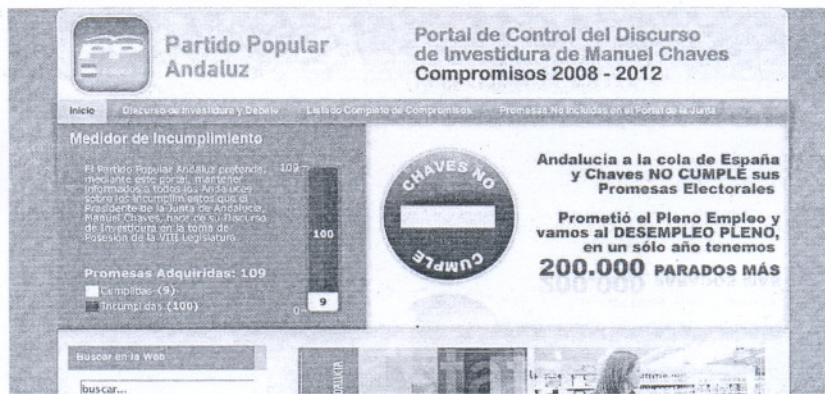 PP
Partido Popular
Andaluz
Portal de Control del Discurso
de Investidura de Manuel Chaves
Compromisos 2008 - 2012
Inicio
Discurso de Investidura y Debate
Listado Completo de Compromisos
Promesas No Incluidas en el Portal de la Junta
Medidor de Incumplimiento
El Partido Popular Andaluz pretende,
mediante este portal, mantener
informados a todos los Andaluces
sobre los incumplimientos que el
Presidente de la Junta de Andalucía,
Manuel Chaves, hace de su Discurso
de Investidura en la toma de
Posesión de la VIII Legislatura.
Promesas Adquiridas: 109
Cumplidas (9)
Incumplidas (100)
109
100
9
0
CHAVES NO
CUMPLE
Andalucía a la cola de España
y Chaves NO CUMPLE sus
Promesas Electorales
Prometió el Pleno Empleo y
vamos al DESEMPLEO PLENO,
en un sólo año tenemos
200.000 PARADOS MÁS
Buscar en la Web
buscar...